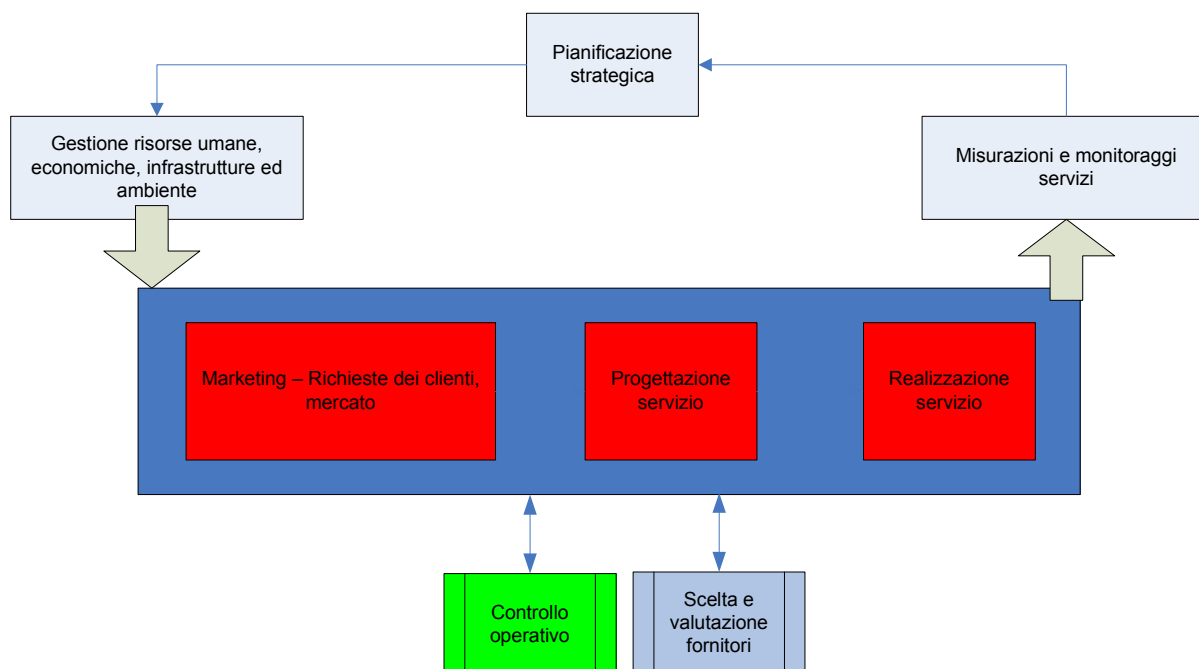 Pianificazione
strategica
Gestione risorse umane,
economiche, infrastrutture ed
ambiente
Misurazioni e monitoraggi
servizi
Marketing – Richieste dei clienti,
mercato
Progettazione
servizio
Realizzazione
servizio
Controllo
operativo
Scelta e
valutazione
fornitori